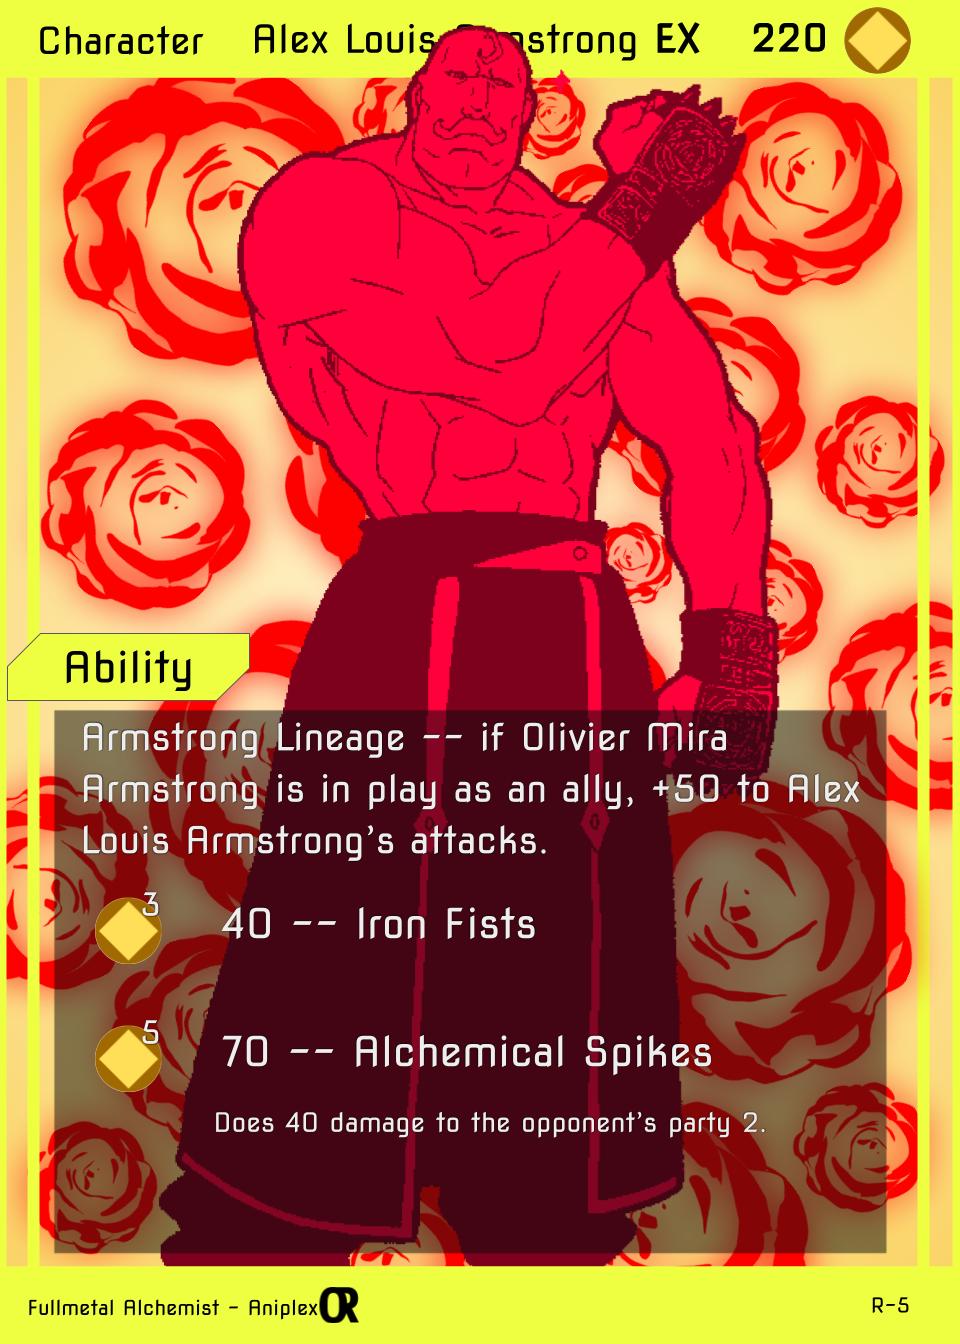 Character Alex Louis Armstrong EX 220
Ability
Armstrong Lineage -- if Olivier Mira
Armstrong is in play as an ally, +50 to Alex
Louis Armstrong's attacks.
3 40 -- Iron Fists
5 70 -- Alchemical Spikes
Does 40 damage to the opponent's party 2.
Fullmetal Alchemist - Aniplex OR R-5